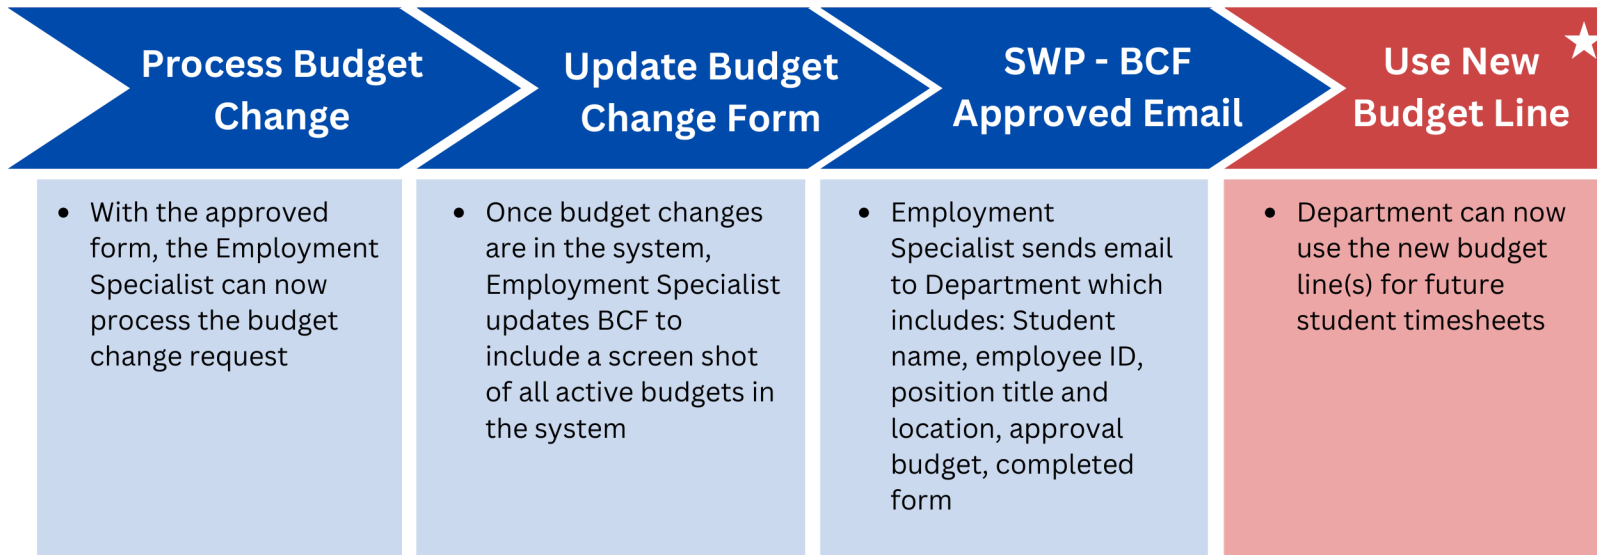 Process Budget
Change
Update Budget
Change Form
SWP - BCF
Approved Email
Use New
Budget Line
• With the approved
form, the Employment
Specialist can now
process the budget
change request
• Once budget changes
are in the system,
Employment Specialist
updates BCF to
include a screen shot
of all active budgets in
the system
• Employment
Specialist sends email
to Department which
includes: Student
name, employee ID,
position title and
location, approval
budget, completed
form
• Department can now
use the new budget
line(s) for future
student timesheets